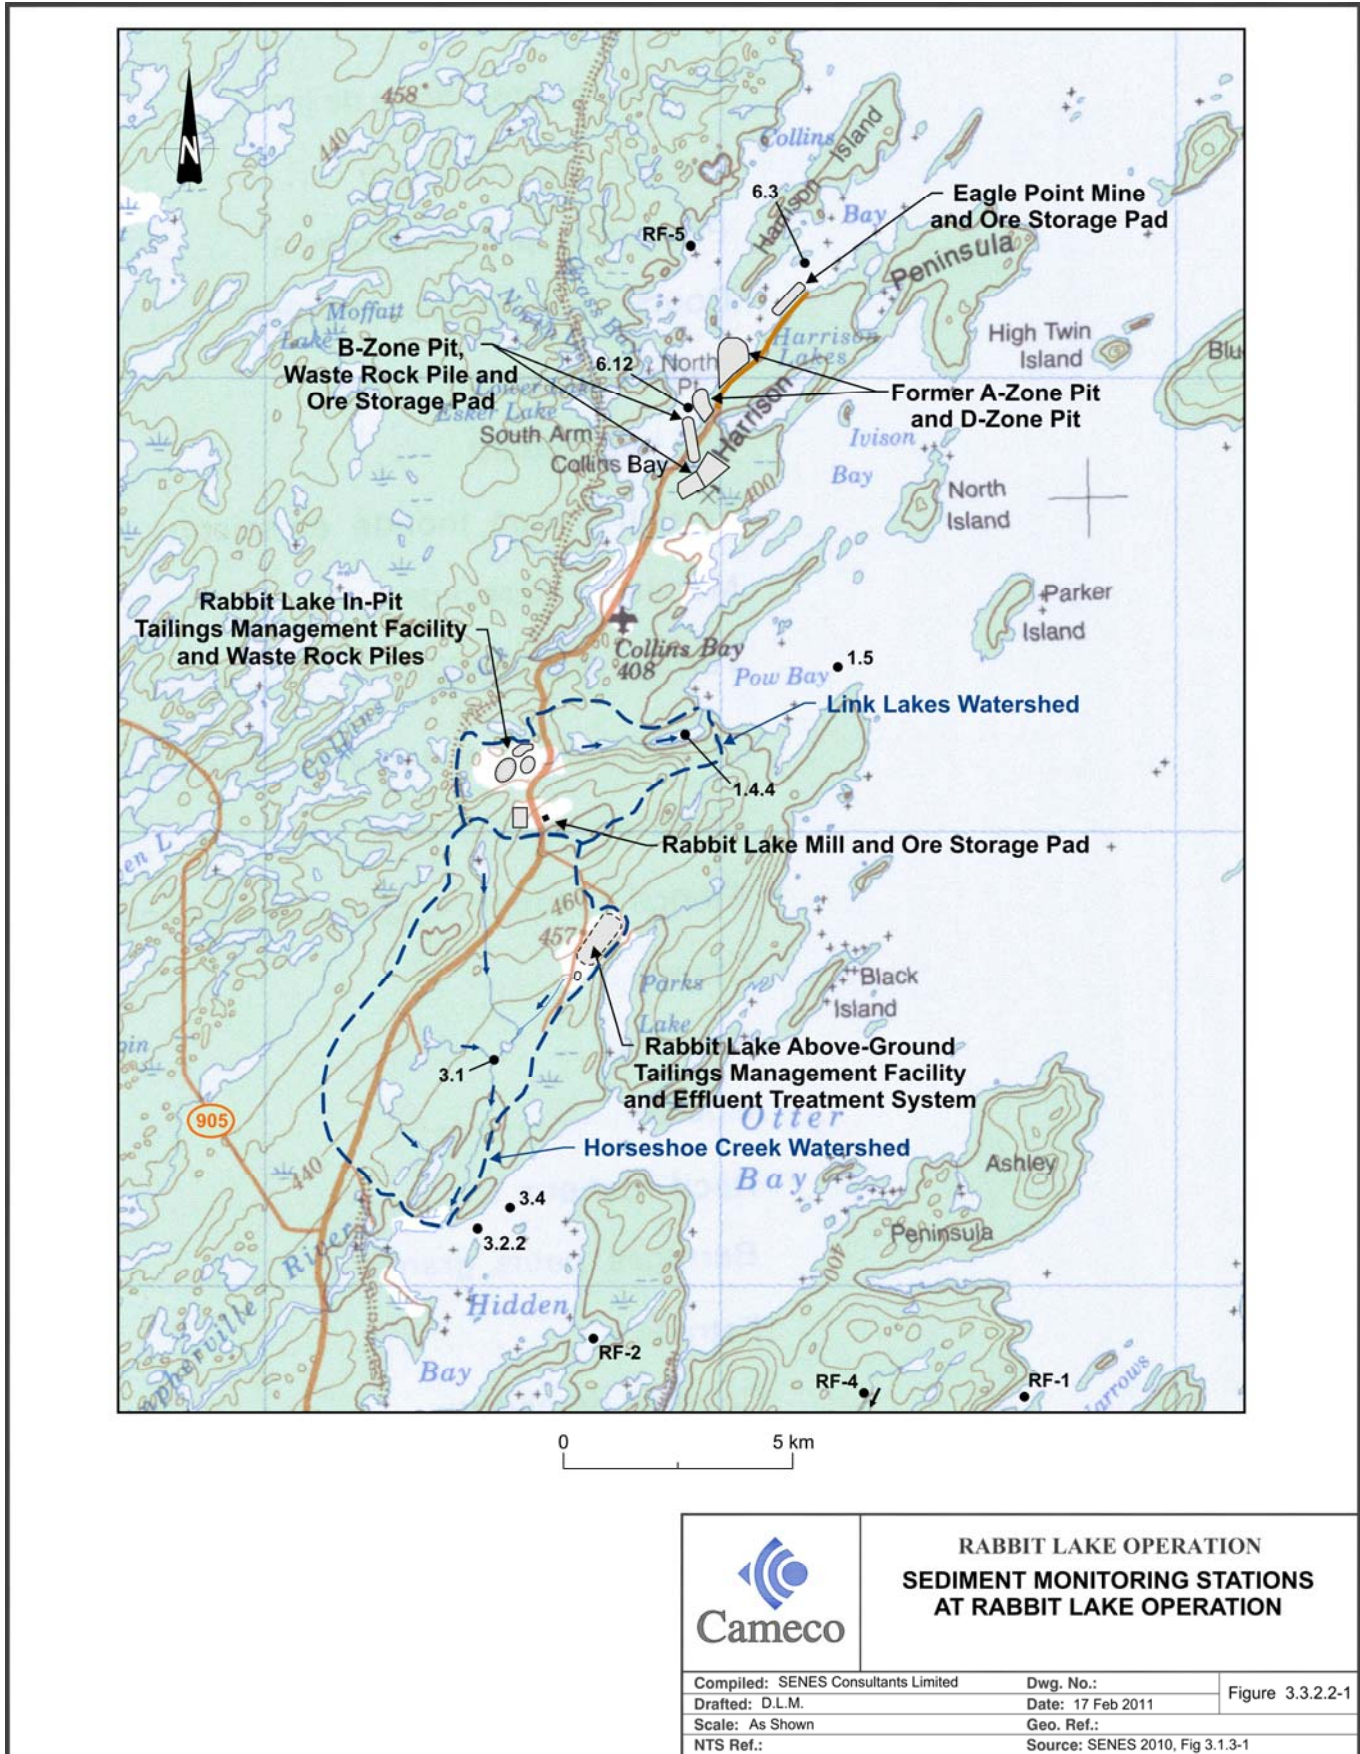 N
458
440
Collins
Harrison Island
Bay
6.3
Eagle Point Mine
and Ore Storage Pad
RF-5
Peninsula
Moffatt
Lake
B-Zone Pit,
Waste Rock Pile and
Ore Storage Pad
6.12
North
Pt
Harrison
Lakes
High Twin
Island
Blu
Lower Lake
Esker Lake
Former A-Zone Pit
and D-Zone Pit
Harrison
South Arm
Collins Bay
Ivison
Bay
400
North
Island
Rabbit Lake In-Pit
Tailings Management Facility
and Waste Rock Piles
Parker
Island
Collins Bay
408
Pow Bay
1.5
Link Lakes Watershed
Collins
Cr
1.4.4
Rabbit Lake Mill and Ore Storage Pad
en L
460
457
Parks
Lake
Black
Island
Rabbit Lake Above-Ground
Tailings Management Facility
and Effluent Treatment System
3.1
905
Otter
Bay
Horseshoe Creek Watershed
Ashley
Peninsula
440
3.4
3.2.2
400
River
Hidden
Bay
RF-2
RF-4
RF-1
arrows
0
5 km
Cameco
RABBIT LAKE OPERATION
SEDIMENT MONITORING STATIONS
AT RABBIT LAKE OPERATION
Compiled: SENES Consultants Limited
Dwg. No.:
Figure 3.3.2.2-1
Drafted: D.L.M.
Date: 17 Feb 2011
Scale: As Shown
Geo. Ref.:
NTS Ref.:
Source: SENES 2010, Fig 3.1.3-1